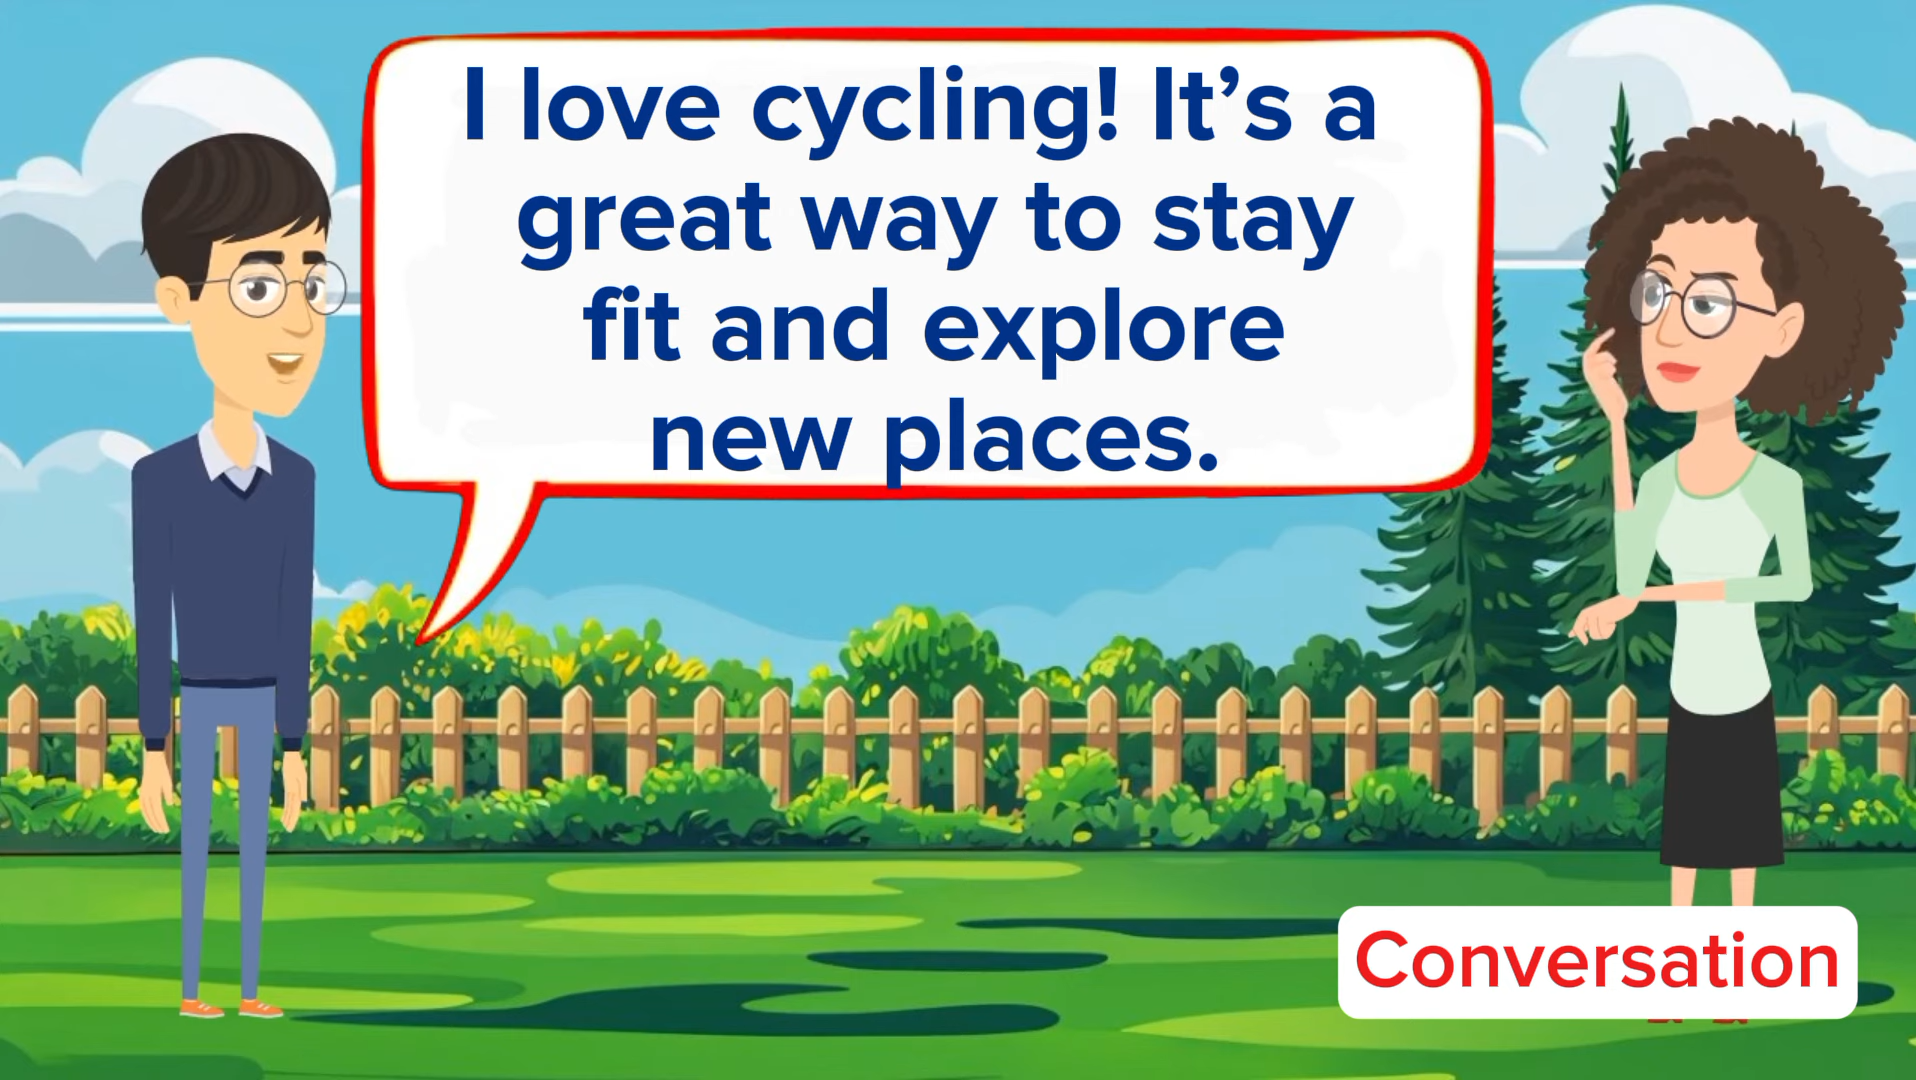 I love cycling! It’s a
great way to stay
fit and explore
new places.
Conversation